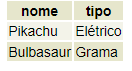 nome tipo
Pikachu Elétrico
Bulbasaur Grama